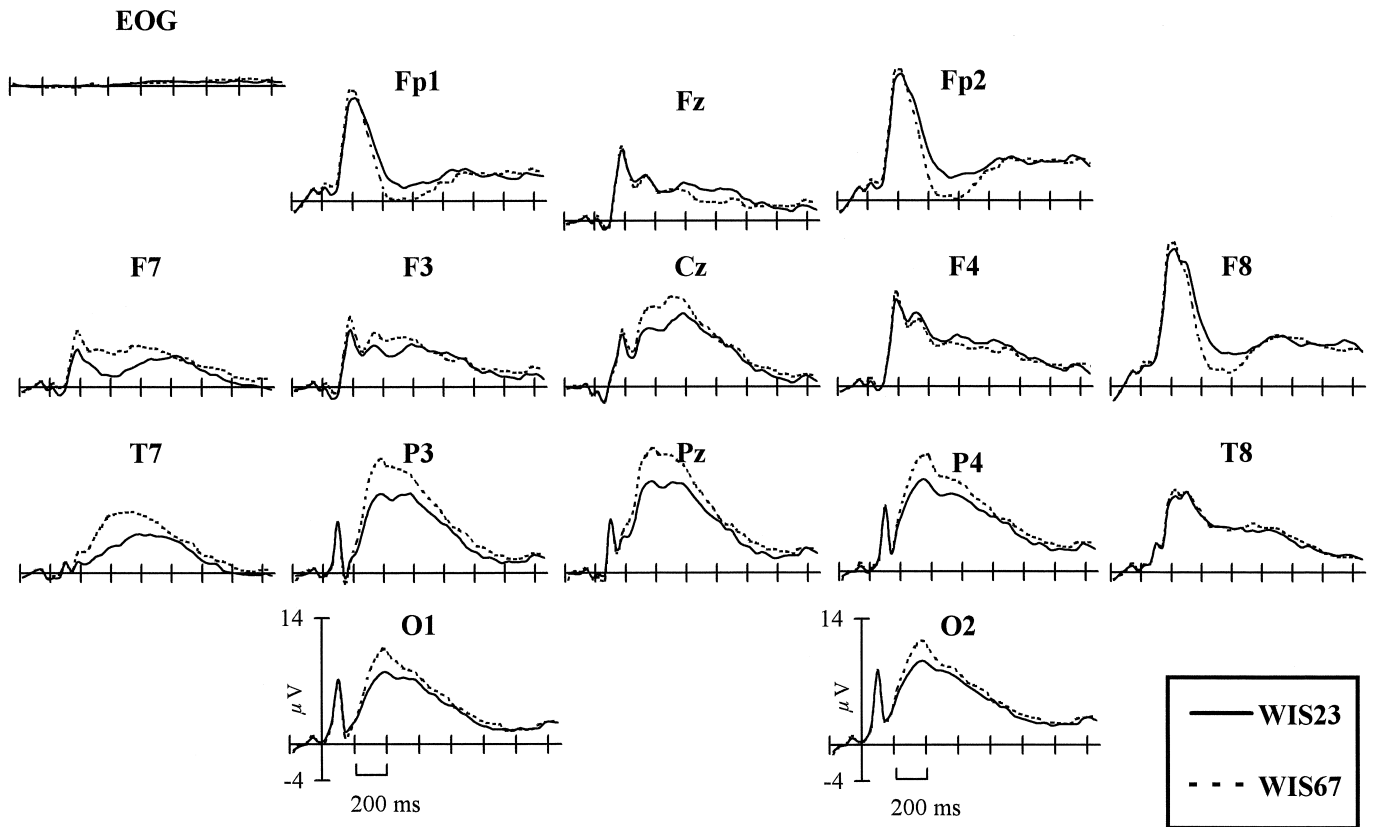 EOG
Fp1
Fz
Fp2
F7
F3
Cz
F4
F8
T7
P3
Pz
P4
T8
14
O1
μV
-4
200 ms
14
O2
μV
-4
200 ms
WIS23
WIS67